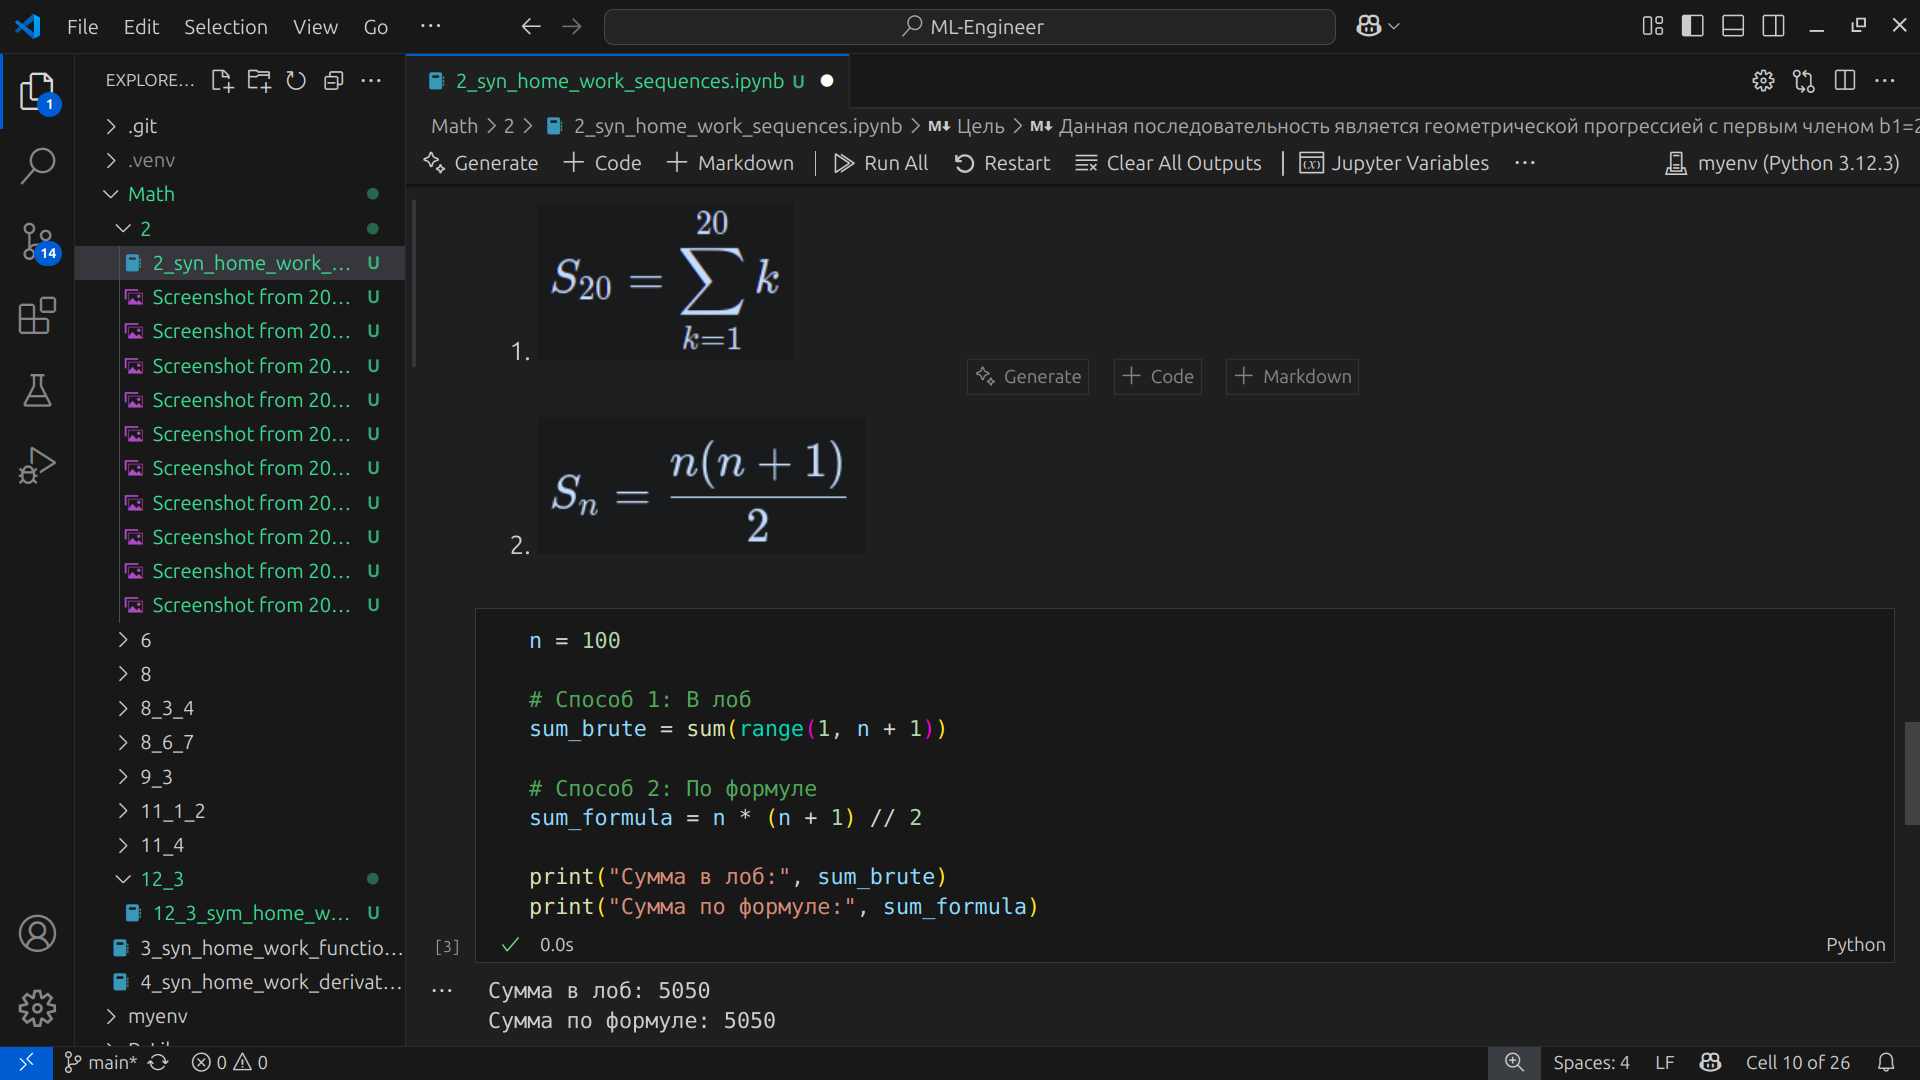 File Edit Selection View Go ···
ML-Engineer
EXPLORE...
1
14
.git
.venv
Math
2
2_syn_home_work_... U
Screenshot from 20... U
Screenshot from 20... U
Screenshot from 20... U
Screenshot from 20... U
Screenshot from 20... U
Screenshot from 20... U
Screenshot from 20... U
Screenshot from 20... U
Screenshot from 20... U
Screenshot from 20... U
6
8
8_3_4
8_6_7
9_3
11_1_2
11_4
12_3
12_3_sym_home_w... U
3_syn_home_work_functio...
4_syn_home_work_derivat...
myenv
2_syn_home_work_sequences.ipynb U
Math > 2 > 2_syn_home_work_sequences.ipynb > M↓ Цель > M↓ Данная последовательность является геометрической прогрессией с первым членом b1=2
Generate + Code + Markdown | Run All Restart Clear All Outputs | Jupyter Variables ··· myenv (Python 3.12.3)
1. S₂₀ = ∑_{k=1}^{20} k
Generate + Code + Markdown
2. Sₙ = n(n + 1) / 2
n = 100
# Способ 1: В лоб
sum_brute = sum(range(1, n + 1))
# Способ 2: По формуле
sum_formula = n * (n + 1) // 2
print("Сумма в лоб:", sum_brute)
print("Сумма по формуле:", sum_formula)
[3] 0.0s Python
Сумма в лоб: 5050
Сумма по формуле: 5050
main* 0 0 Spaces: 4 LF Cell 10 of 26